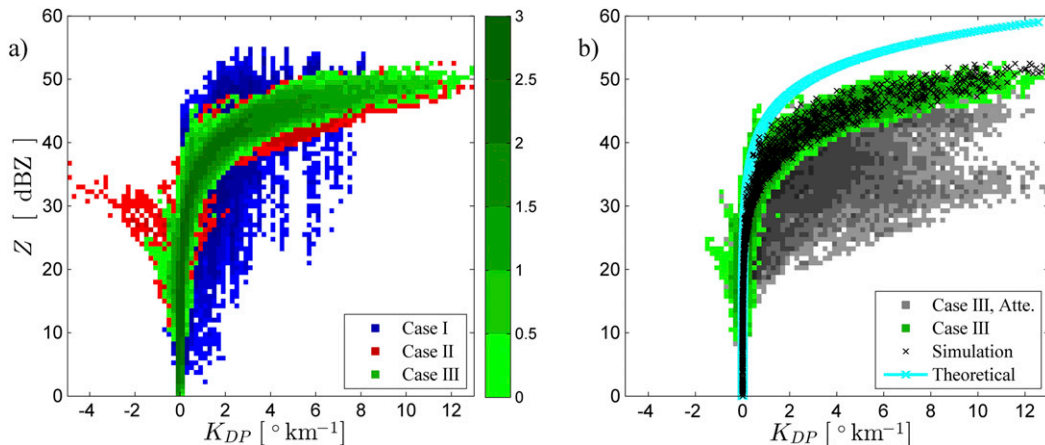 a)
60
50
40
30
20
10
0
Z [ dBZ ]
-4 -2 0 2 4 6 8 10 12
K_DP [ ° km⁻¹ ]
Case I
Case II
Case III
3
2.5
2
1.5
1
0.5
0
b)
60
50
40
30
20
10
0
-4 -2 0 2 4 6 8 10 12
K_DP [ ° km⁻¹ ]
Case III, Atte.
Case III
Simulation
Theoretical